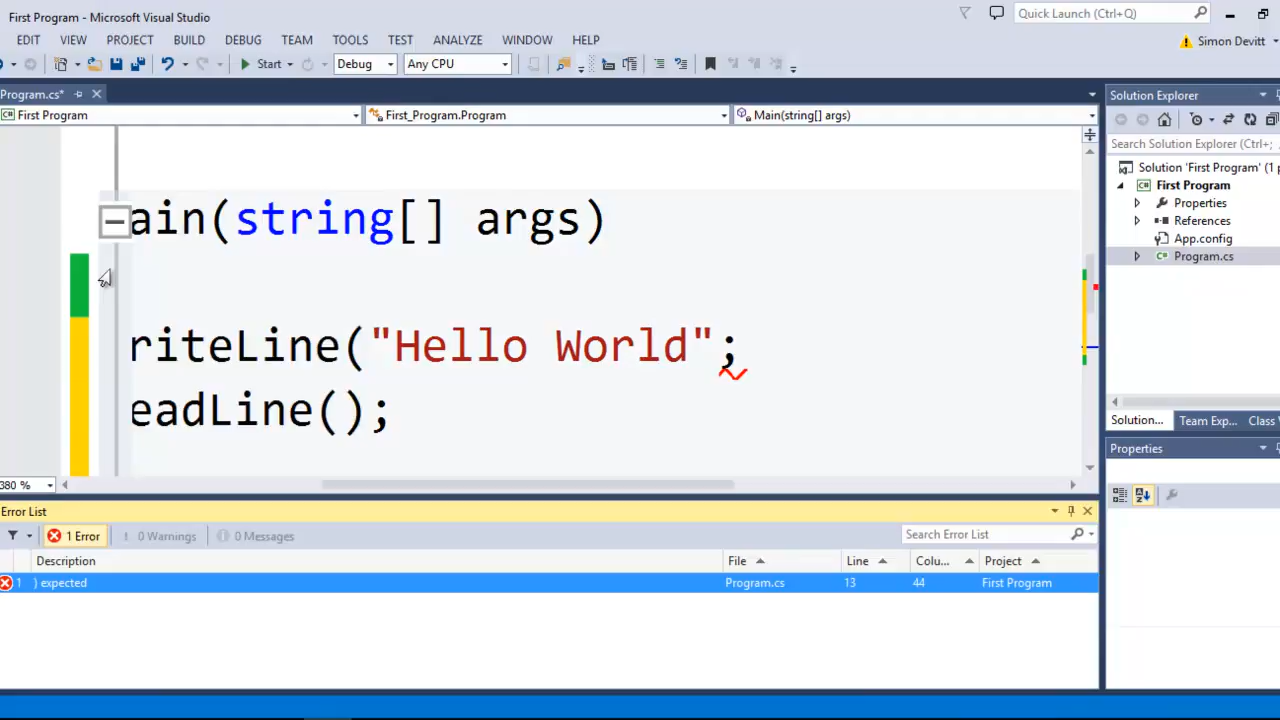 First Program - Microsoft Visual Studio
Quick Launch (Ctrl+Q)
EDIT VIEW PROJECT BUILD DEBUG TEAM TOOLS TEST ANALYZE WINDOW HELP
Simon Devitt
Start Debug Any CPU
Program.cs*
Solution Explorer
First Program First_Program.Program Main(string[] args)
Search Solution Explorer (Ctrl+;
Solution 'First Program' (1 p
First Program
Properties
References
App.config
Program.cs
ain(string[] args)
riteLine("Hello World";
eadLine();
Solution... Team Exp... Class V
Properties
380 %
Error List
1 Error 0 Warnings 0 Messages
Search Error List
Description File Line Colu... Project
1 ) expected Program.cs 13 44 First Program